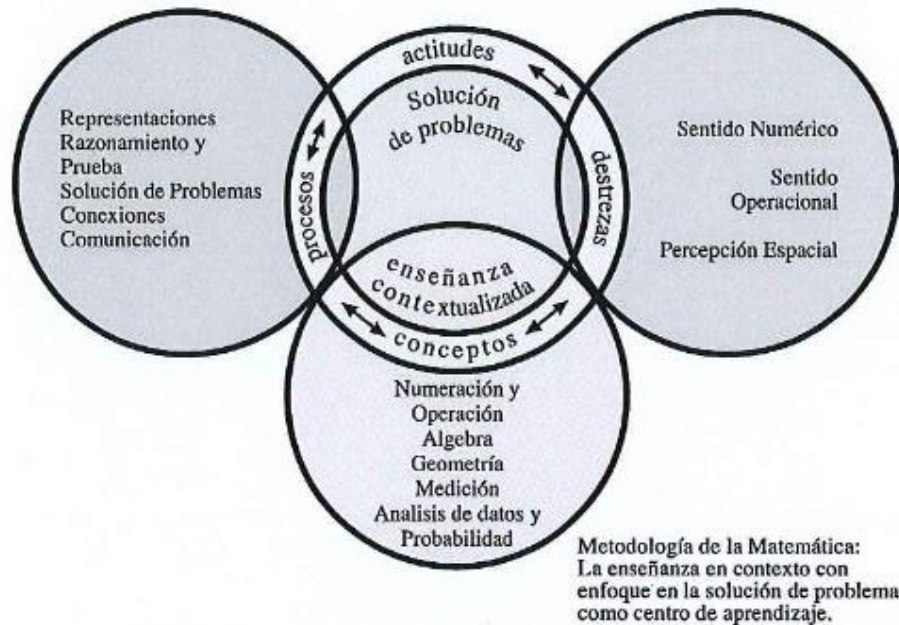 actitudes
Solución
de problemas
procesos
destrezas
enseñanza
contextualizada
conceptos
Representaciones
Razonamiento y
Prueba
Solución de Problemas
Conexiones
Comunicación
Sentido Numérico
Sentido
Operacional
Percepción Espacial
Numeración y
Operación
Algebra
Geometría
Medición
Analisis de datos y
Probabilidad
Metodología de la Matemática:
La enseñanza en contexto con
enfoque en la solución de problema
como centro de aprendizaje.